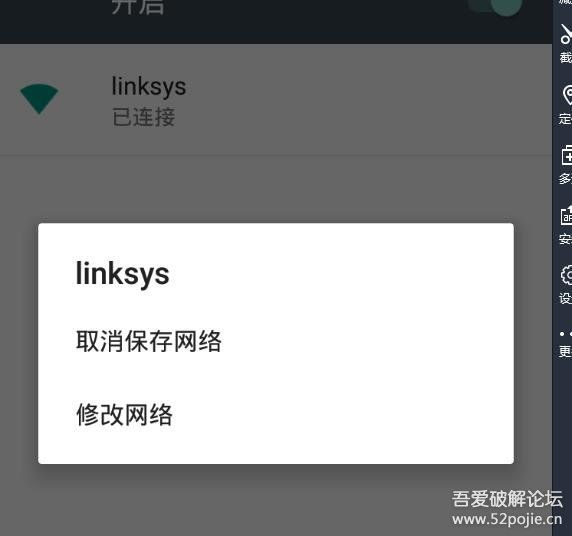 开启
linksys
已连接
linksys
取消保存网络
修改网络
截
定
多
安
设
更
吾爱破解论坛
www.52pojie.cn